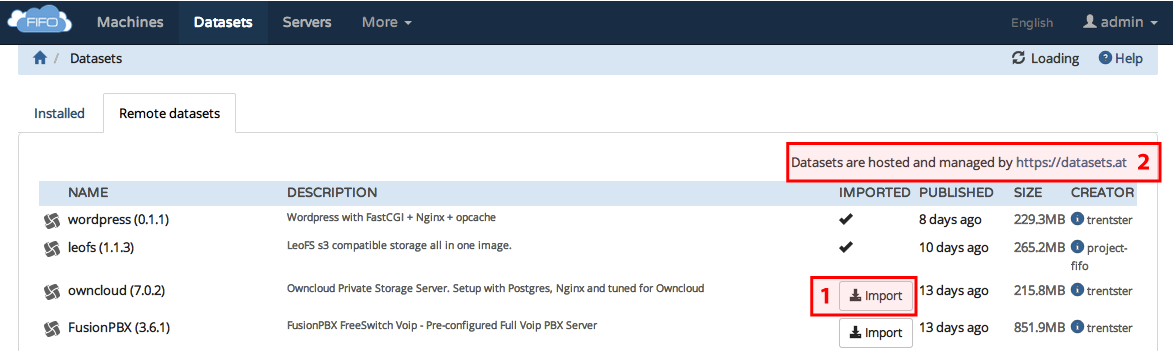 FIFO Machines Datasets Servers More English admin
/ Datasets Loading Help
Installed Remote datasets
Datasets are hosted and managed by https://datasets.at 2
NAME DESCRIPTION IMPORTED PUBLISHED SIZE CREATOR
wordpress (0.1.1) Wordpress with FastCGI + Nginx + opcache 8 days ago 229.3MB trentster
leofs (1.1.3) LeoFS s3 compatible storage all in one image. 10 days ago 265.2MB project-
fifo
owncloud (7.0.2) Owncloud Private Storage Server. Setup with Postgres, Nginx and tuned for Owncloud 1 Import 13 days ago 215.8MB trentster
FusionPBX (3.6.1) FusionPBX FreeSwitch Voip - Pre-configured Full Voip PBX Server Import 13 days ago 851.9MB trentster